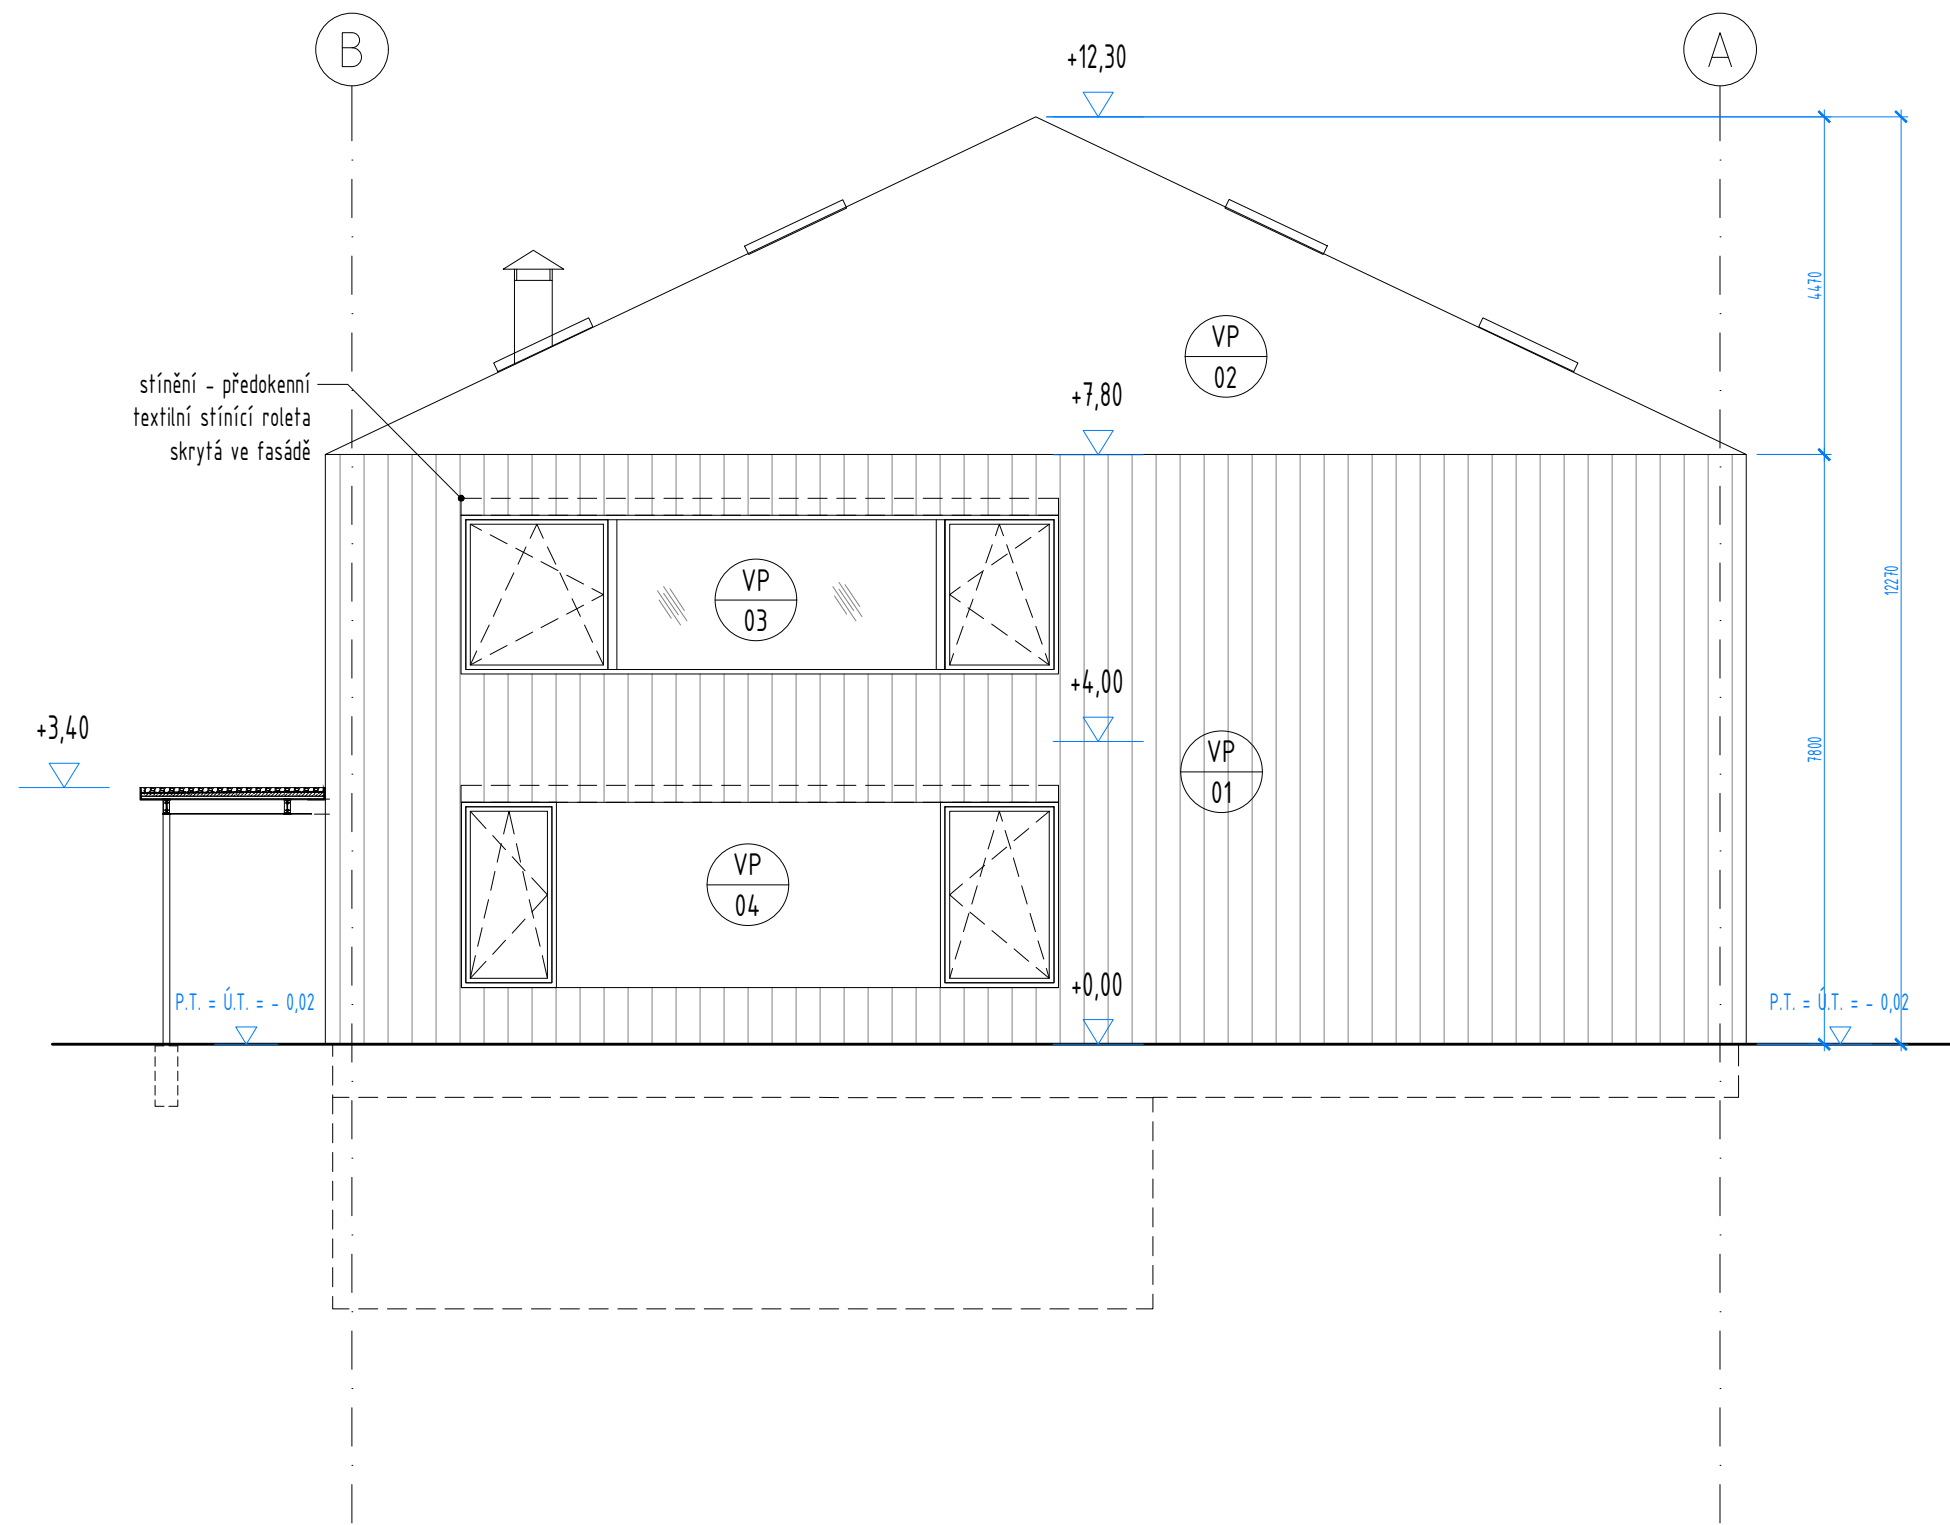 B
A
+12,30
4470
VP
02
stínění - předokenní
textilní stínící roleta
skrytá ve fasádě
+7,80
VP
03
12270
+4,00
+3,40
VP
01
7800
VP
04
+0,00
P.T. = Ú.T. = - 0,02
P.T. = Ú.T. = - 0,02